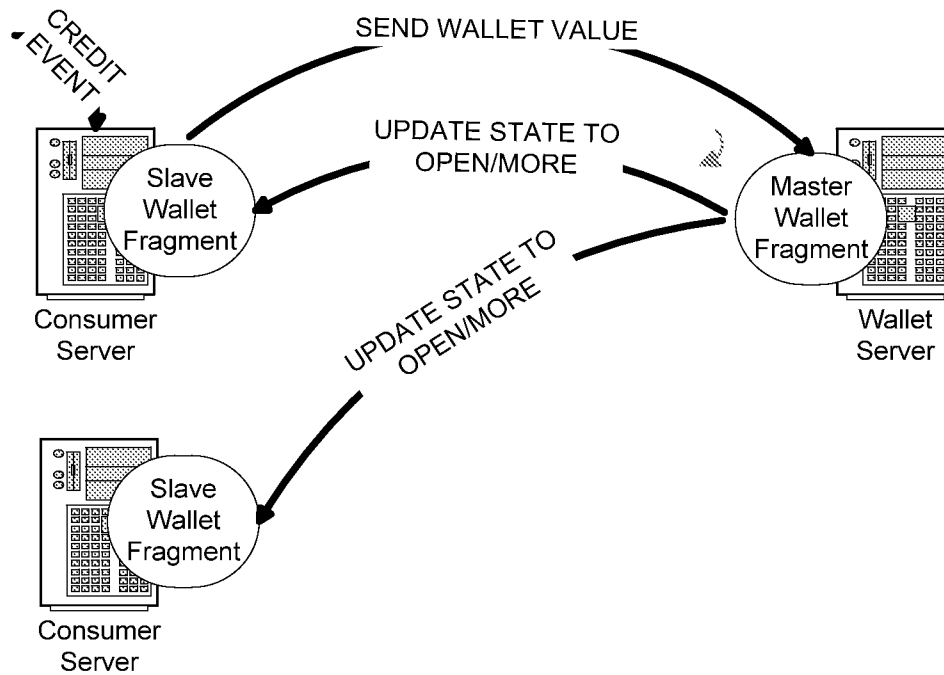 CREDIT
EVENT
SEND WALLET VALUE
UPDATE STATE TO
OPEN/MORE
Slave
Wallet
Fragment
Master
Wallet
Fragment
Consumer
Server
Wallet
Server
UPDATE STATE TO
OPEN/MORE
Slave
Wallet
Fragment
Consumer
Server